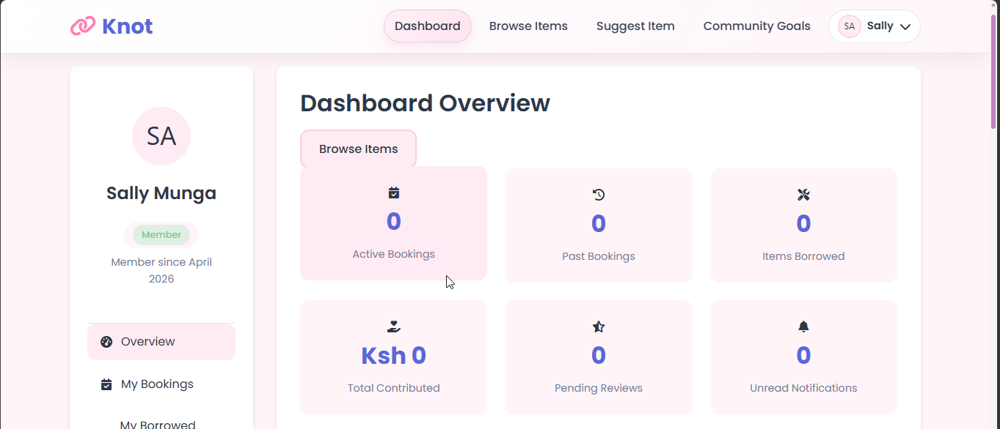 Knot
Dashboard
Browse Items
Suggest Item
Community Goals
SA
Sally
SA
Sally Munga
Member
Member since April
2026
Overview
My Bookings
My Borrowed
Dashboard Overview
Browse Items
0
Active Bookings
0
Past Bookings
0
Items Borrowed
Ksh 0
Total Contributed
0
Pending Reviews
0
Unread Notifications